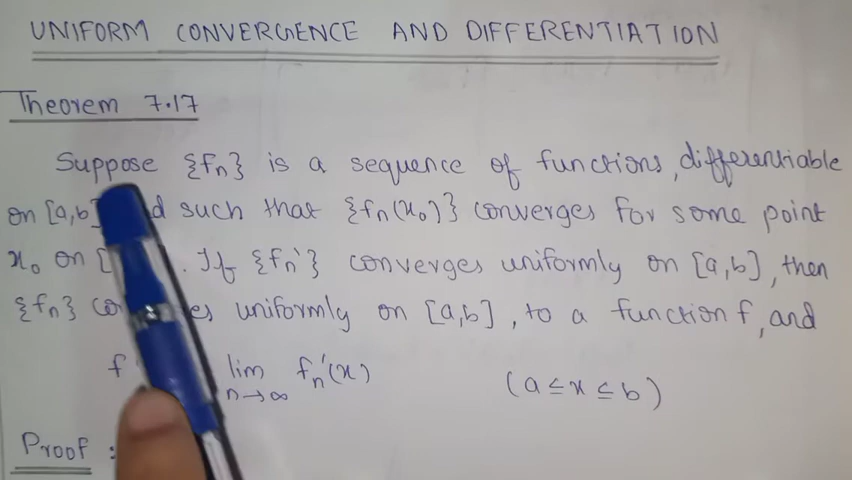 UNIFORM CONVERGENCE AND DIFFERENTIATION
Theorem 7.17
Suppose {fn} is a sequence of functions, differentiable
on [a,b] such that {fn(x₀)} converges for some point
x₀ on [ . If {fn'} converges uniformly on [a,b], then
{fn} uniformly on [a,b], to a function f, and
f lim n→∞ fn'(x) (a ≤ x ≤ b)
Proof :